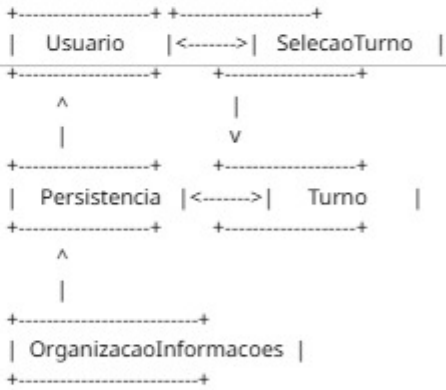 +--------------------+ +--------------------+
|     Usuario      |<------->|   SelecaoTurno    |
+--------------------+         +--------------------+
^                         |
|                         v
+--------------------+         +--------------------+
|    Persistencia   |<------->|      Turno       |
+--------------------+         +--------------------+
^
|
+---------------------------+
|  OrganizacaoInformacoes  |
+---------------------------+